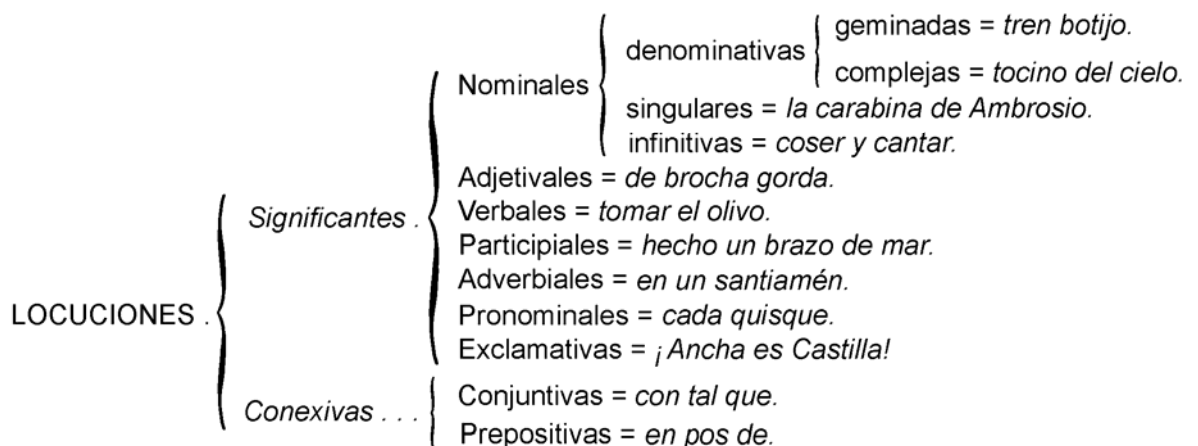 geminadas = tren botijo.
denominativas
complejas = tocino del cielo.
Nominales
singulares = la carabina de Ambrosio.
infinitivas = coser y cantar.
Adjetivales = de brocha gorda.
Significantes .
Verbales = tomar el olivo.
Participiales = hecho un brazo de mar.
Adverbiales = en un santiamén.
LOCUCIONES .
Pronominales = cada quisque.
Exclamativas = ¡Ancha es Castilla!
Conexivas . . .
Conjuntivas = con tal que.
Prepositivas = en pos de.